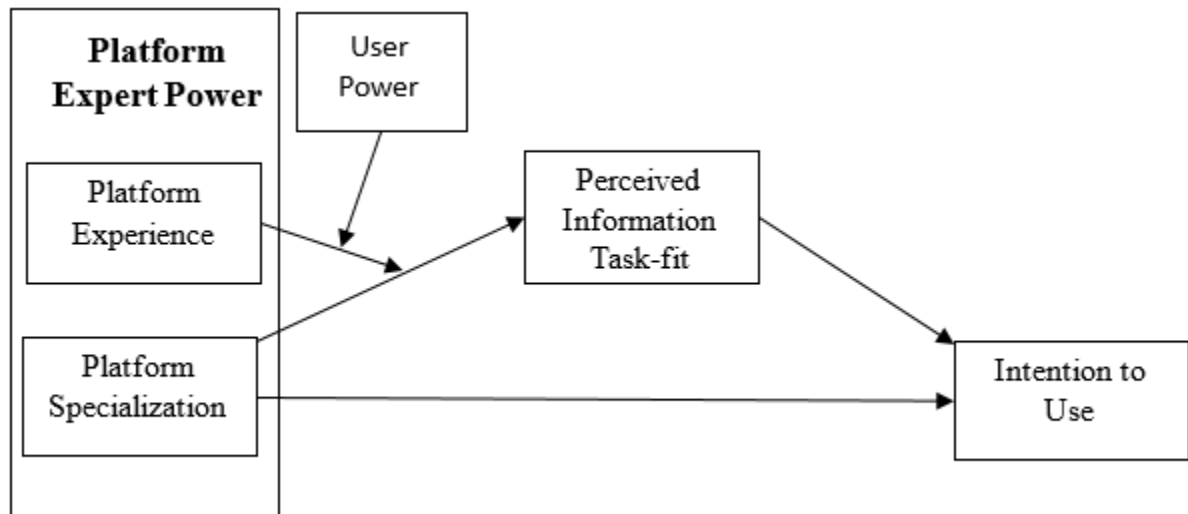 Platform
Expert Power
User
Power
Platform
Experience
Perceived
Information
Task-fit
Platform
Specialization
Intention to
Use